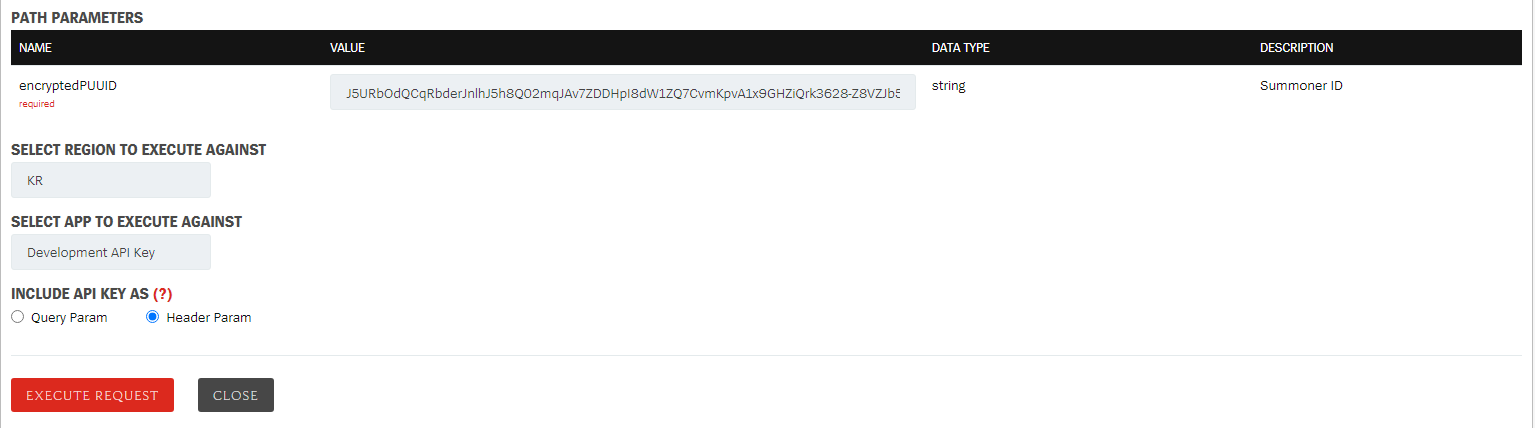 PATH PARAMETERS
NAME VALUE DATA TYPE DESCRIPTION
encryptedPUUID J5URbOdQCqRbderJnlhJ5h8Q02mqJAv7ZDDHpI8dW1ZQ7CvmKpvA1x9GHZiQrk3628-Z8VZJb5 string Summoner ID
required
SELECT REGION TO EXECUTE AGAINST
KR
SELECT APP TO EXECUTE AGAINST
Development API Key
INCLUDE API KEY AS (?)
Query Param Header Param
EXECUTE REQUEST CLOSE